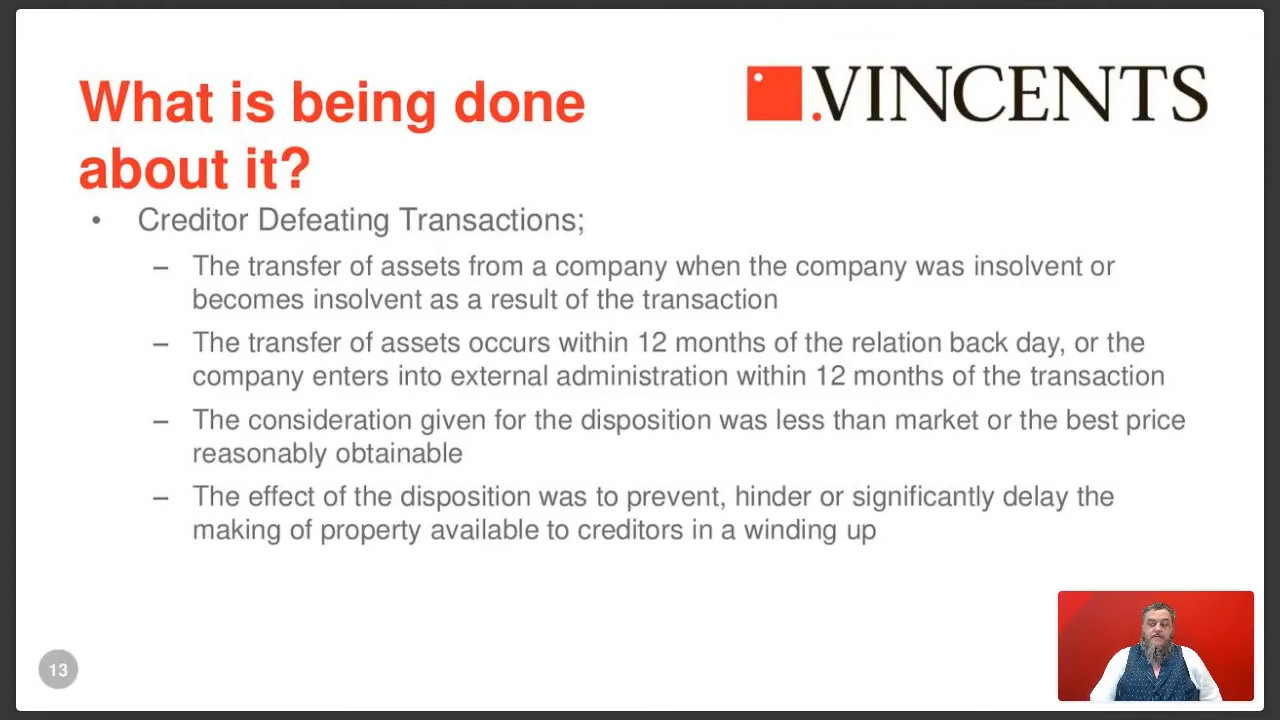 What is being done
about it?
.VINCENTS
• Creditor Defeating Transactions;
– The transfer of assets from a company when the company was insolvent or
becomes insolvent as a result of the transaction
– The transfer of assets occurs within 12 months of the relation back day, or the
company enters into external administration within 12 months of the transaction
– The consideration given for the disposition was less than market or the best price
reasonably obtainable
– The effect of the disposition was to prevent, hinder or significantly delay the
making of property available to creditors in a winding up
13